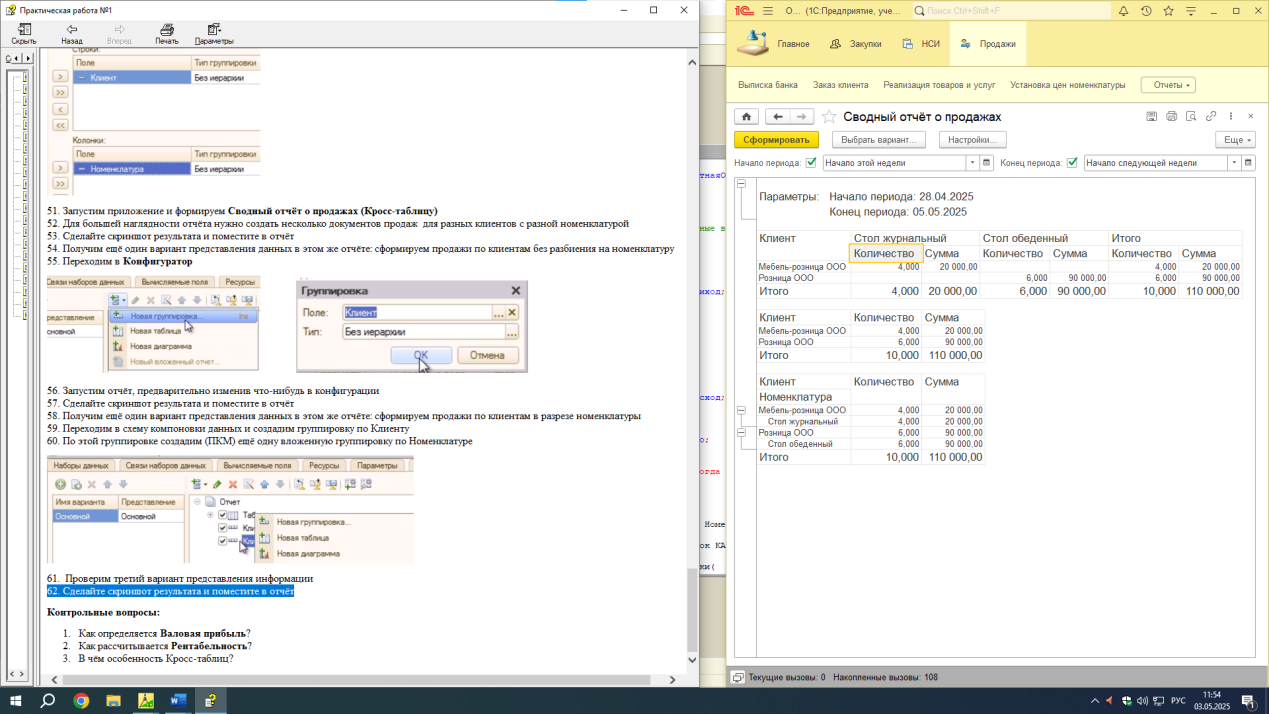 Практическая работа №1
Скрыть Назад Вперед Печать Параметры
Строки:
Поле Тип группировки
Клиент Без иерархии
Колонки:
Поле Тип группировки
Номенклатура Без иерархии
51. Запустим приложение и формируем Сводный отчёт о продажах (Кросс-таблицу)
52. Для большей наглядности отчёта нужно создать несколько документов продаж для разных клиентов с разной номенклатурой
53. Сделайте скриншот результата и поместите в отчёт
54. Получим ещё один вариант представления данных в этом же отчёте: сформируем продажи по клиентам без разбиения на номенклатуру
55. Переходим в Конфигуратор
Связи наборов данных Вычисляемые поля Ресурсы
редставление
сновной
Новая группировка... Ins
Новая таблица
Новая диаграмма
Новый вложенный отчет...
Группировка
Поле: Клиент
Тип: Без иерархии
OK Отмена
56. Запустим отчёт, предварительно изменив что-нибудь в конфигурации
57. Сделайте скриншот результата и поместите в отчёт
58. Получим ещё один вариант представления данных в этом же отчёте: сформируем продажи по клиентам в разрезе номенклатуры
59. Переходим в схему компоновки данных и создадим группировку по Клиенту
60. По этой группировке создадим (ПКМ) ещё одну вложенную группировку по Номенклатуре
Наборы данных Связи наборов данных Вычисляемые поля Ресурсы Параметры
Имя варианта Представление
Основной Основной
Отчет
Таб
Кли
Кли
Новая группировка...
Новая таблица
Новая диаграмма
61. Проверим третий вариант представления информации
62. Сделайте скриншот результата и поместите в отчёт
Контрольные вопросы:
1. Как определяется Валовая прибыль?
2. Как рассчитывается Рентабельность?
3. В чём особенность Кросс-таблиц?
тнаяО
ные в
иход;
сход;
о;
огда
Номе
ок КА
ки(
О... (1С:Предприятие, уче... Поиск Ctrl+Shift+F
Главное Закупки НСИ Продажи
Выписка банка Заказ клиента Реализация товаров и услуг Установка цен номенклатуры Отчеты
Сводный отчёт о продажах
Сформировать Выбрать вариант... Настройки... Еще
Начало периода: Начало этой недели Конец периода: Начало следующей недели
Параметры: Начало периода: 28.04.2025
Конец периода: 05.05.2025
Клиент Стол журнальный Стол обеденный Итого
Количество Сумма Количество Сумма Количество Сумма
Мебель-розница ООО 4,000 20 000,00 4,000 20 000,00
Розница ООО 6,000 90 000,00 6,000 90 000,00
Итого 4,000 20 000,00 6,000 90 000,00 10,000 110 000,00
Клиент Количество Сумма
Мебель-розница ООО 4,000 20 000,00
Розница ООО 6,000 90 000,00
Итого 10,000 110 000,00
Клиент Количество Сумма
Номенклатура
Мебель-розница ООО 4,000 20 000,00
Стол журнальный 4,000 20 000,00
Розница ООО 6,000 90 000,00
Стол обеденный 6,000 90 000,00
Итого 10,000 110 000,00
Текущие вызовы: 0 Накопленные вызовы: 108
РУС 11:54
03.05.2025
1